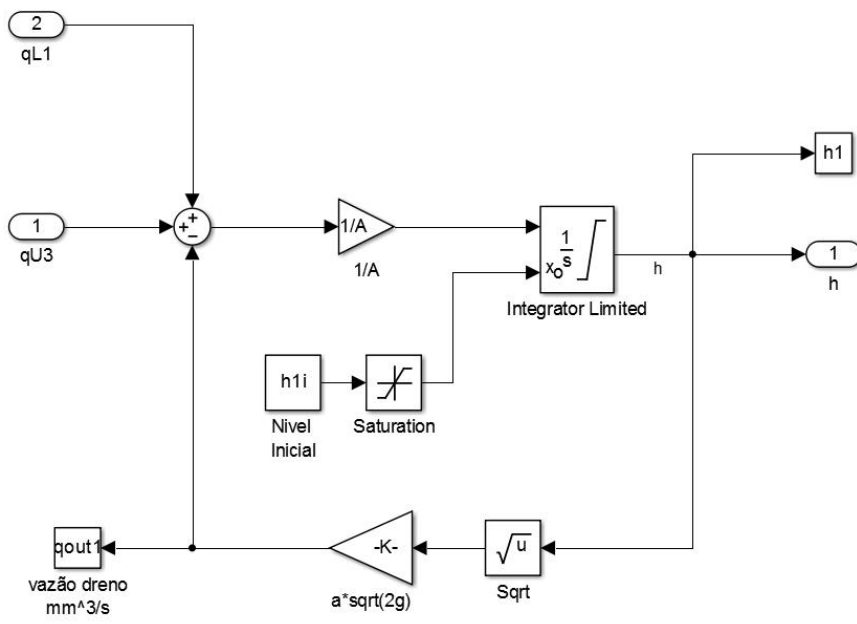 2
qL1
h1
1
qU3
+
+
−
1/A
1/A
1
s
xo
Integrator Limited
h
1
h
h1i
Nivel
Inicial
Saturation
qout1
vazão dreno
mm^3/s
-K-
a*sqrt(2g)
√u
Sqrt